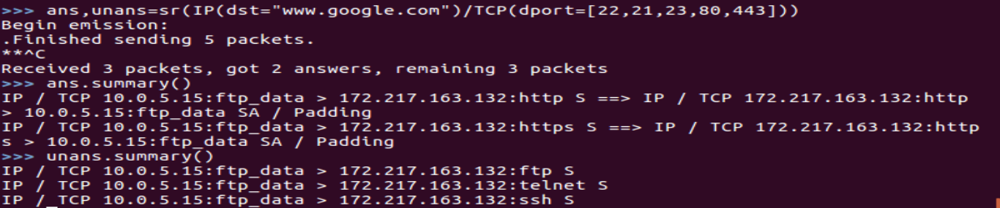 >>> ans,unans=sr(IP(dst="www.google.com")/TCP(dport=[22,21,23,80,443]))
Begin emission:
.Finished sending 5 packets.
**^C
Received 3 packets, got 2 answers, remaining 3 packets
>>> ans.summary()
IP / TCP 10.0.5.15:ftp_data > 172.217.163.132:http S ==> IP / TCP 172.217.163.132:http
> 10.0.5.15:ftp_data SA / Padding
IP / TCP 10.0.5.15:ftp_data > 172.217.163.132:https S ==> IP / TCP 172.217.163.132:http
s > 10.0.5.15:ftp_data SA / Padding
>>> unans.summary()
IP / TCP 10.0.5.15:ftp_data > 172.217.163.132:ftp S
IP / TCP 10.0.5.15:ftp_data > 172.217.163.132:telnet S
IP / TCP 10.0.5.15:ftp_data > 172.217.163.132:ssh S